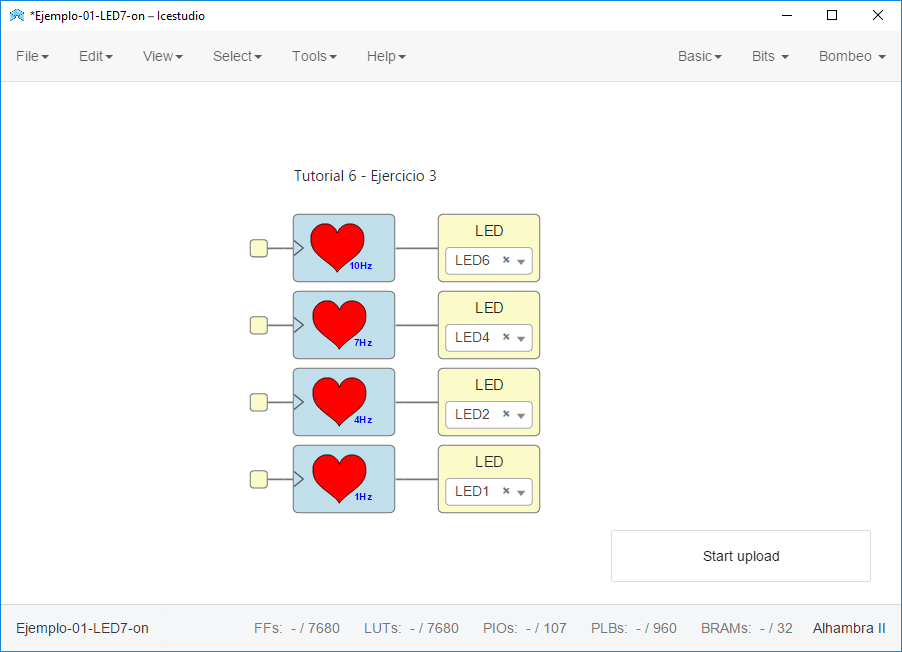 *Ejemplo-01-LED7-on – Icestudio
File Edit View Select Tools Help Basic Bits Bombeo
Tutorial 6 - Ejercicio 3
LED
10Hz LED6 ×
LED
7Hz LED4 ×
LED
4Hz LED2 ×
LED
1Hz LED1 ×
Start upload
Ejemplo-01-LED7-on FFs: - / 7680 LUTs: - / 7680 PIOs: - / 107 PLBs: - / 960 BRAMs: - / 32 Alhambra II